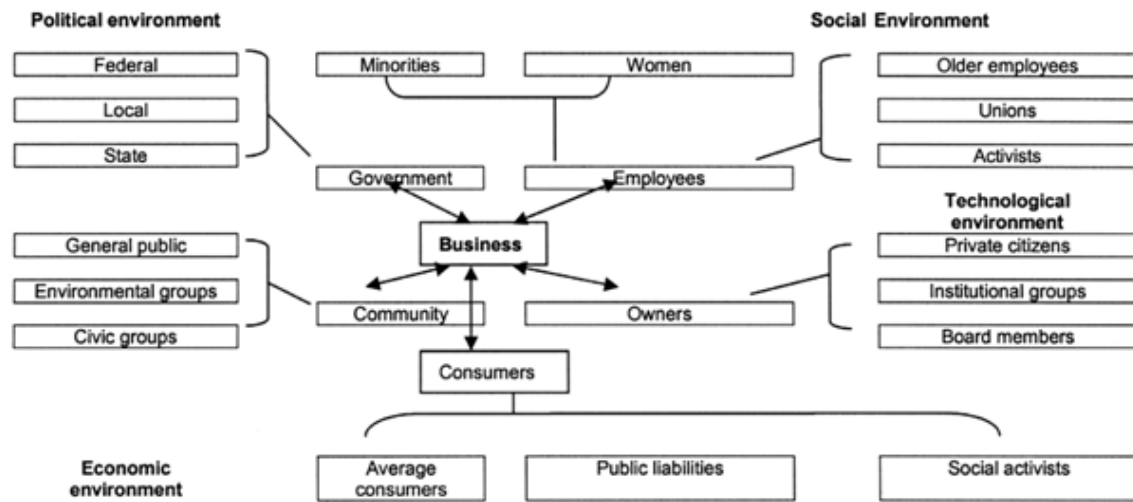 Political environment
Social Environment
Federal
Minorities
Women
Older employees
Local
Unions
State
Activists
Government
Employees
Technological
environment
Business
General public
Private citizens
Environmental groups
Institutional groups
Community
Owners
Civic groups
Board members
Consumers
Economic
environment
Average
consumers
Public liabilities
Social activists